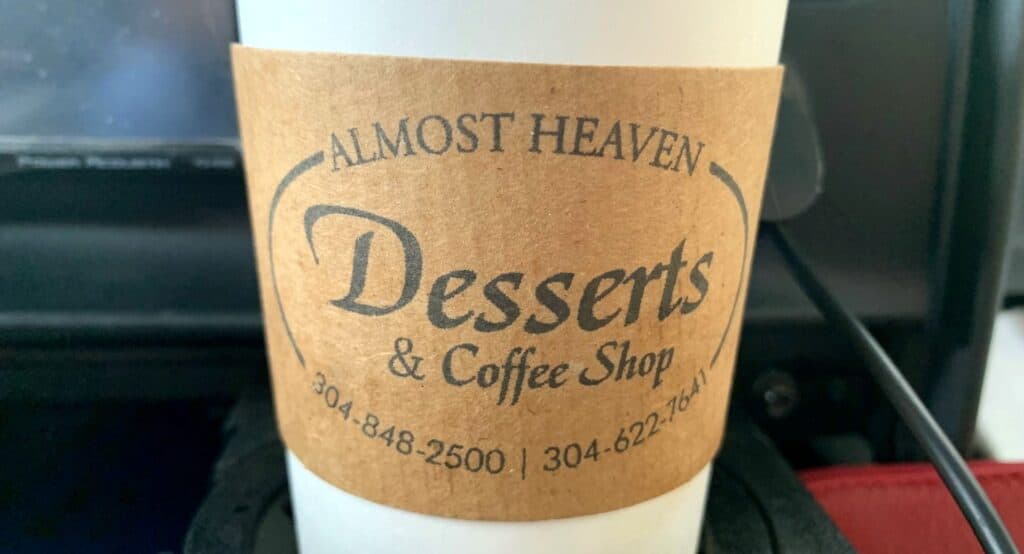 ALMOST HEAVEN
Desserts
& Coffee Shop
304-848-2500 | 304-622-7641